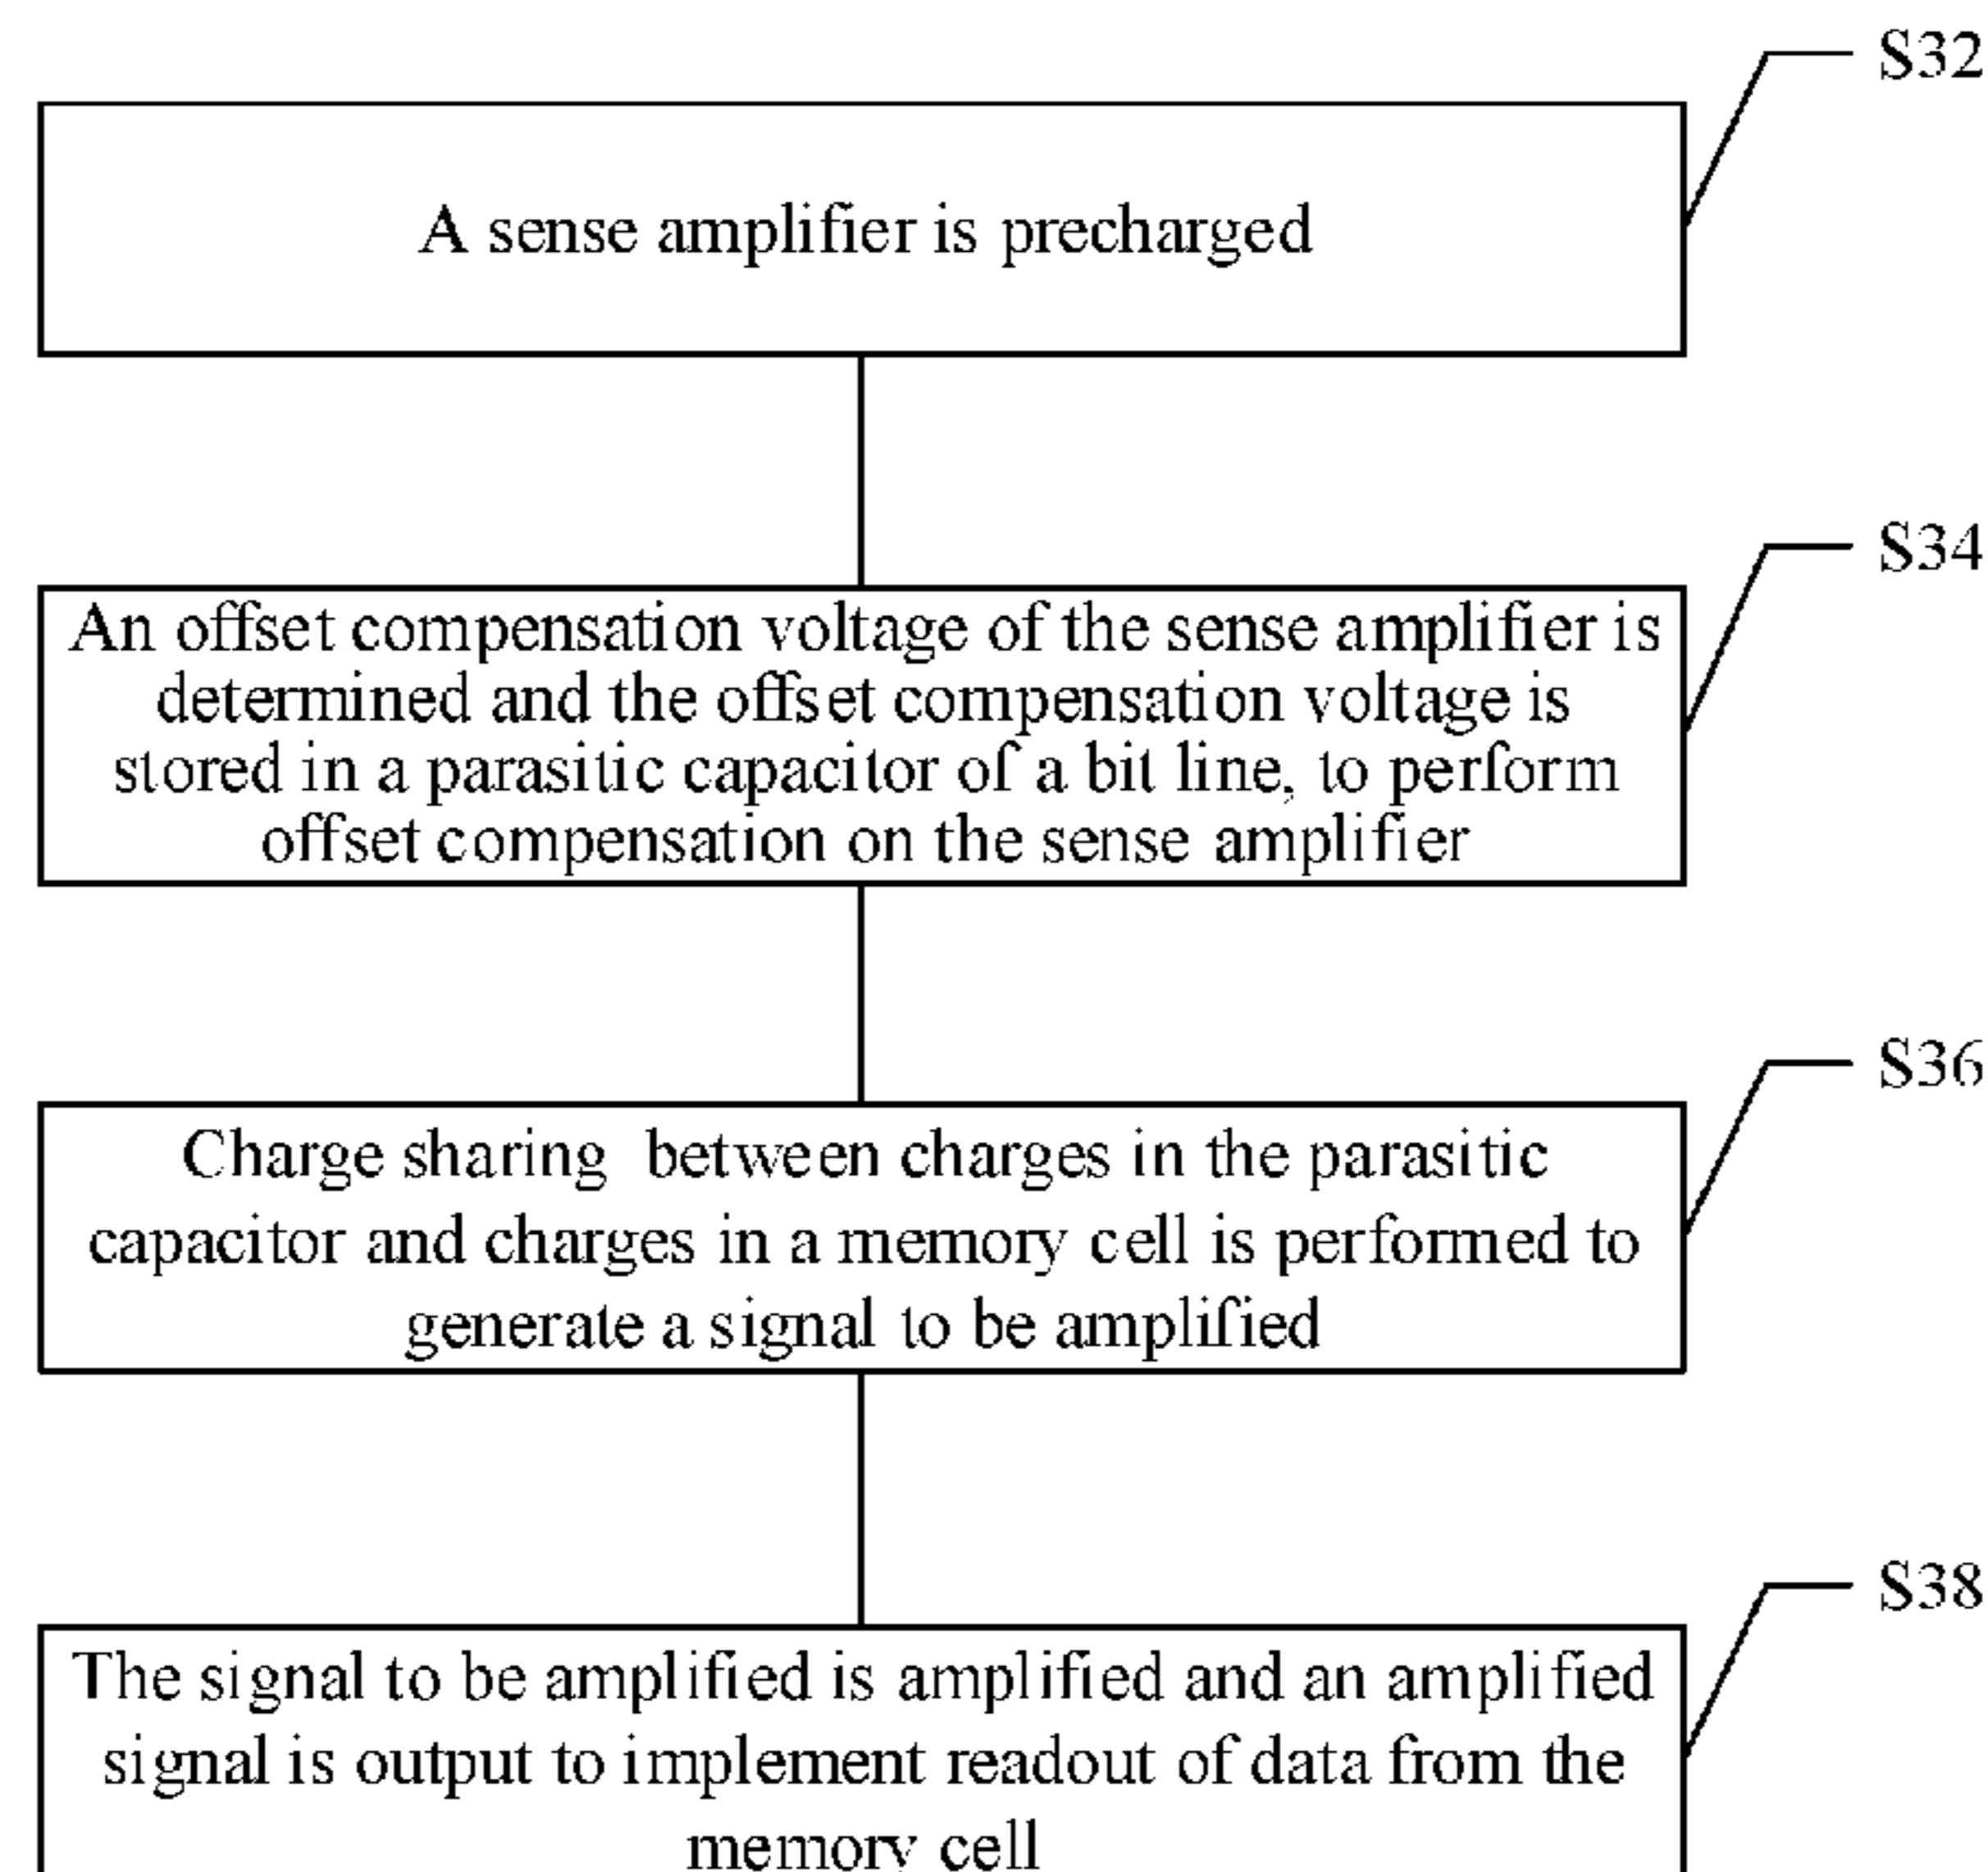 S32
A sense amplifier is precharged
S34
An offset compensation voltage of the sense amplifier is
determined and the offset compensation voltage is
stored in a parasitic capacitor of a bit line, to perform
offset compensation on the sense amplifier
S36
Charge sharing between charges in the parasitic
capacitor and charges in a memory cell is performed to
generate a signal to be amplified
S38
The signal to be amplified is amplified and an amplified
signal is output to implement readout of data from the
memory cell